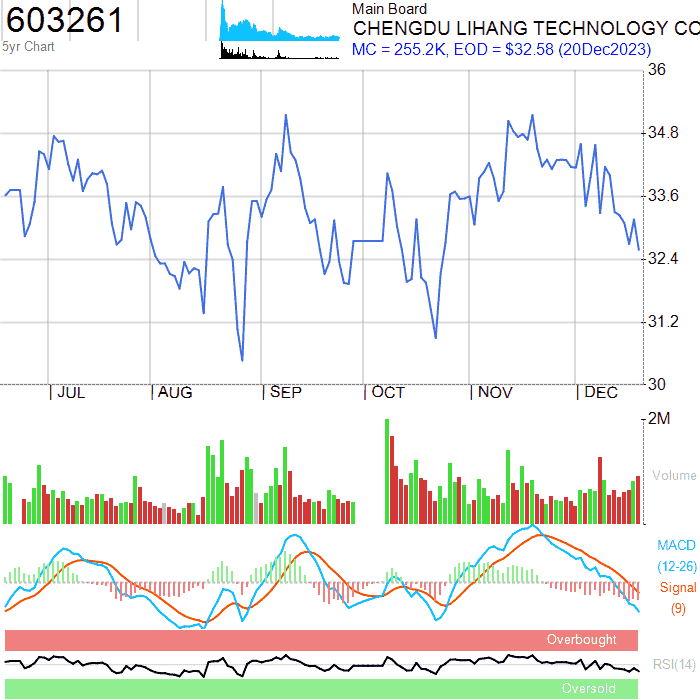 603261
5yr Chart
Main Board
CHENGDU LIHANG TECHNOLOGY CO
MC = 255.2K, EOD = $32.58 (20Dec2023)
36
34.8
33.6
32.4
31.2
30
JUL AUG SEP OCT NOV DEC
2M
Volume
MACD
(12-26)
Signal
(9)
Overbought
RSI(14)
Oversold